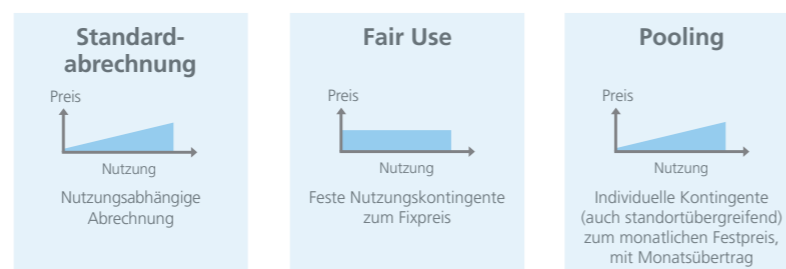 Standard-
abrechnung
Preis
Nutzung
Nutzungsabhängige
Abrechnung
Fair Use
Preis
Nutzung
Feste Nutzungskontingente
zum Fixpreis
Pooling
Preis
Nutzung
Individuelle Kontingente
(auch standortübergreifend)
zum monatlichen Festpreis,
mit Monatsübertrag